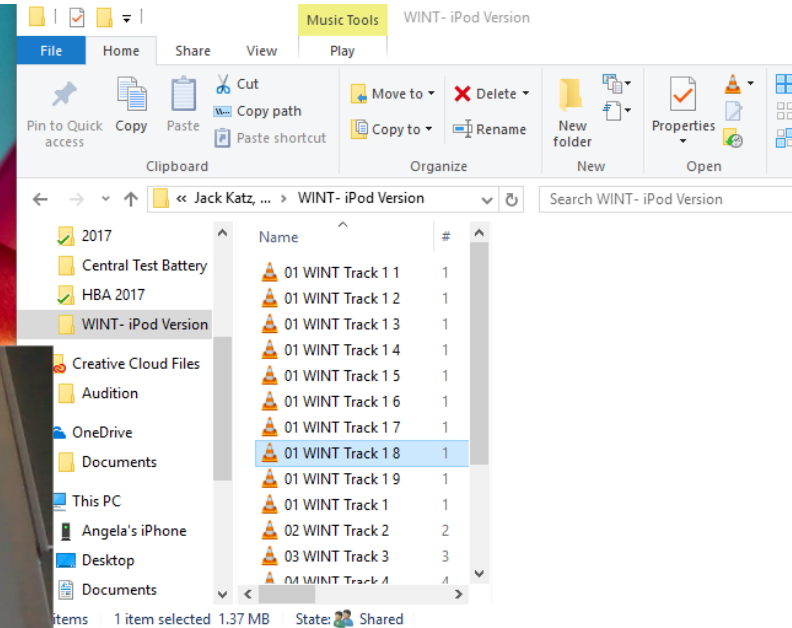 Music Tools WINT- iPod Version
File Home Share View Play
Pin to Quick access
Copy
Paste
Cut
Copy path
Paste shortcut
Clipboard
Move to
Copy to
Delete
Rename
Organize
New folder
New
Properties
Open
« Jack Katz, ... > WINT- iPod Version
Search WINT- iPod Version
2017
Central Test Battery
HBA 2017
WINT- iPod Version
Creative Cloud Files
Audition
OneDrive
Documents
This PC
Angela's iPhone
Desktop
Documents
Name #
01 WINT Track 1 1 1
01 WINT Track 1 2 1
01 WINT Track 1 3 1
01 WINT Track 1 4 1
01 WINT Track 1 5 1
01 WINT Track 1 6 1
01 WINT Track 1 7 1
01 WINT Track 1 8 1
01 WINT Track 1 9 1
01 WINT Track 1 1
02 WINT Track 2 2
03 WINT Track 3 3
04 WINT Track 4 4
items 1 item selected 1.37 MB State: Shared